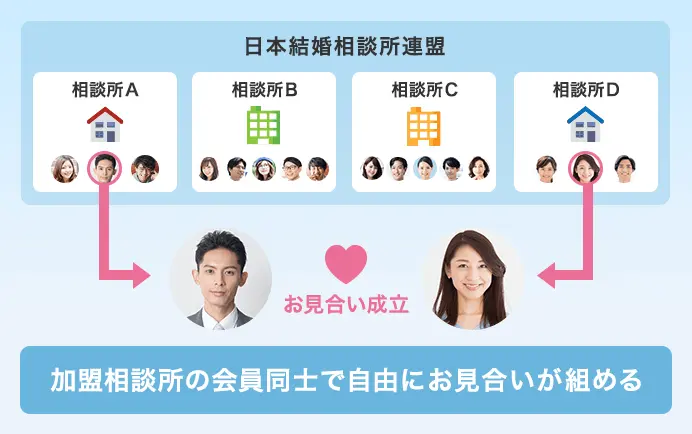 日本結婚相談所連盟
相談所A
相談所B
相談所C
相談所D
お見合い成立
加盟相談所の会員同士で自由にお見合いが組める